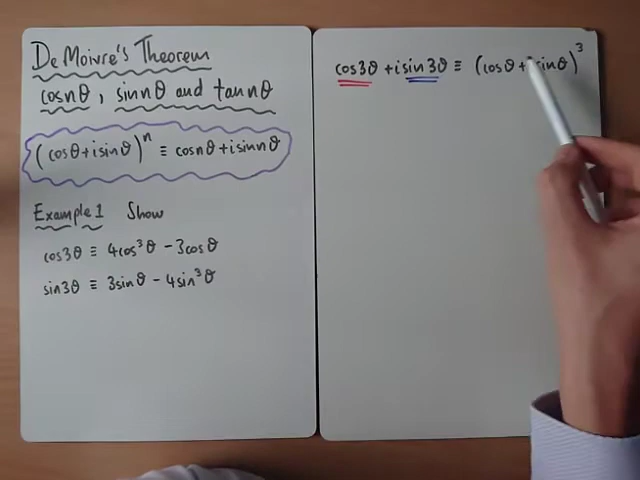 De Moivre's Theorem
cosnθ, sinnθ and tannθ
(cosθ+isinθ)ⁿ ≡ cosnθ+isinnθ
Example 1 Show
cos3θ ≡ 4cos³θ - 3cosθ
sin3θ ≡ 3sinθ - 4sin³θ
cos3θ + isin3θ ≡ (cosθ+isinθ)³